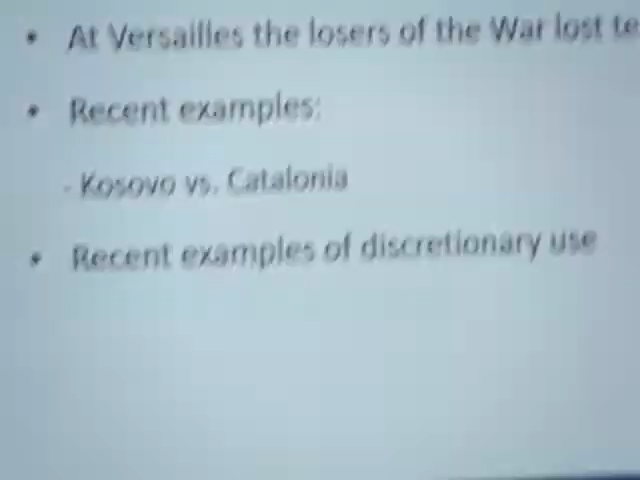 • At Versailles the losers of the War lost te
• Recent examples:
- Kosovo vs. Catalonia
• Recent examples of discretionary use